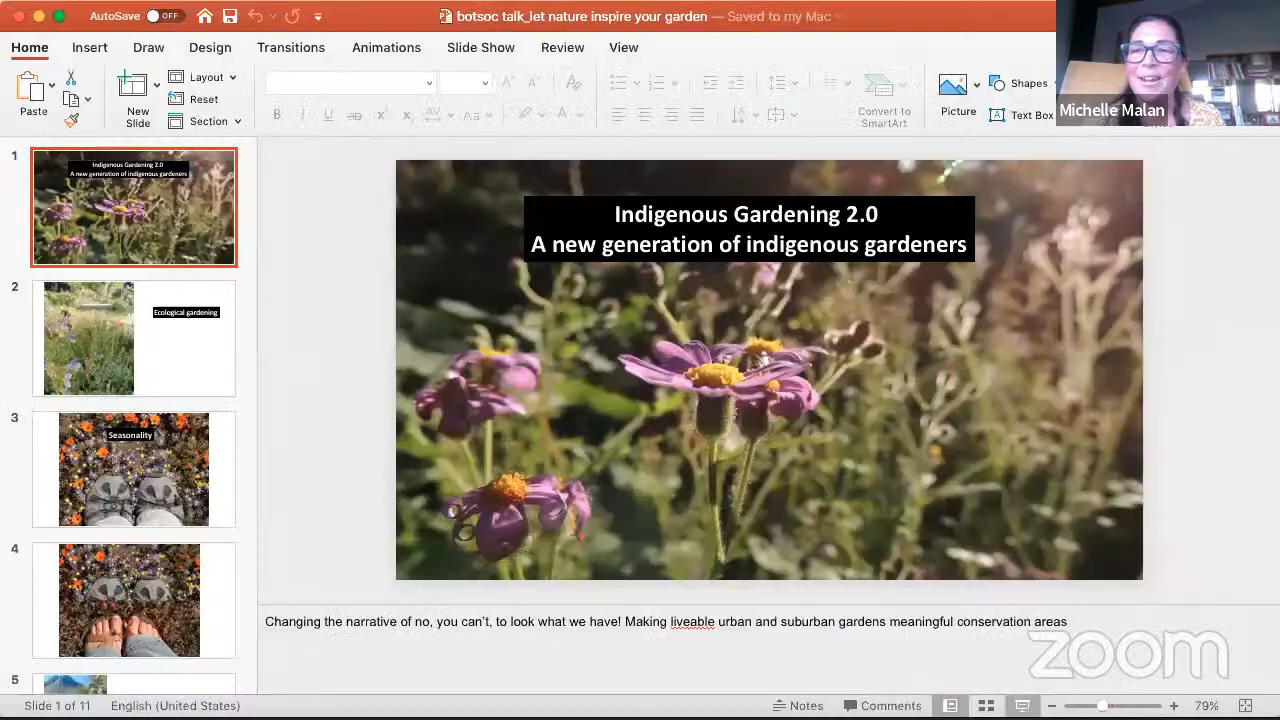 AutoSave OFF
botsoc talk_let nature inspire your garden — Saved to my Mac
Home Insert Draw Design Transitions Animations Slide Show Review View
Paste
New Slide
Layout
Reset
Section
B I U ab
Aa
A
Convert to SmartArt
Picture
Shapes
Text Box
Michelle Malan
1
Indigenous Gardening 2.0
A new generation of indigenous gardeners
2
Ecological gardening
3
Seasonality
4
5
Indigenous Gardening 2.0
A new generation of indigenous gardeners
Changing the narrative of no, you can't, to look what we have! Making liveable urban and suburban gardens meaningful conservation areas
zoom
Slide 1 of 11 English (United States) Notes Comments 79%